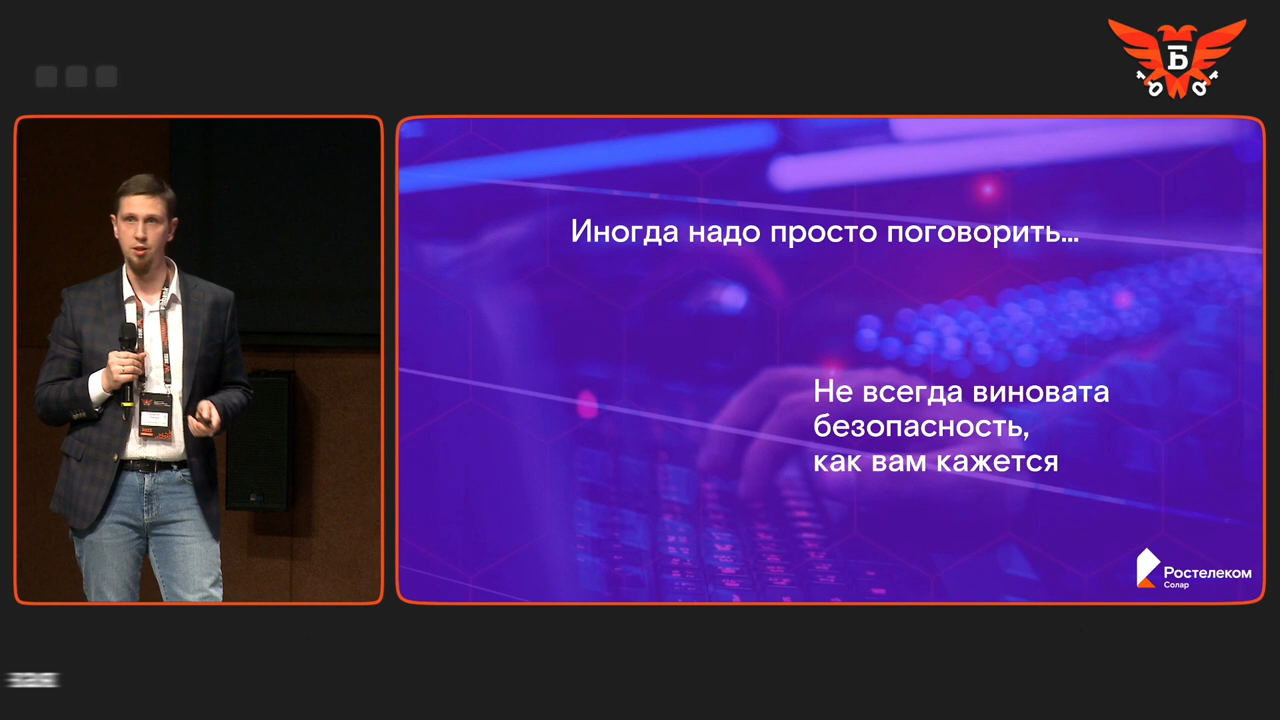 Б
Иногда надо просто поговорить...
Не всегда виновата
безопасность,
как вам кажется
Ростелеком
Солар